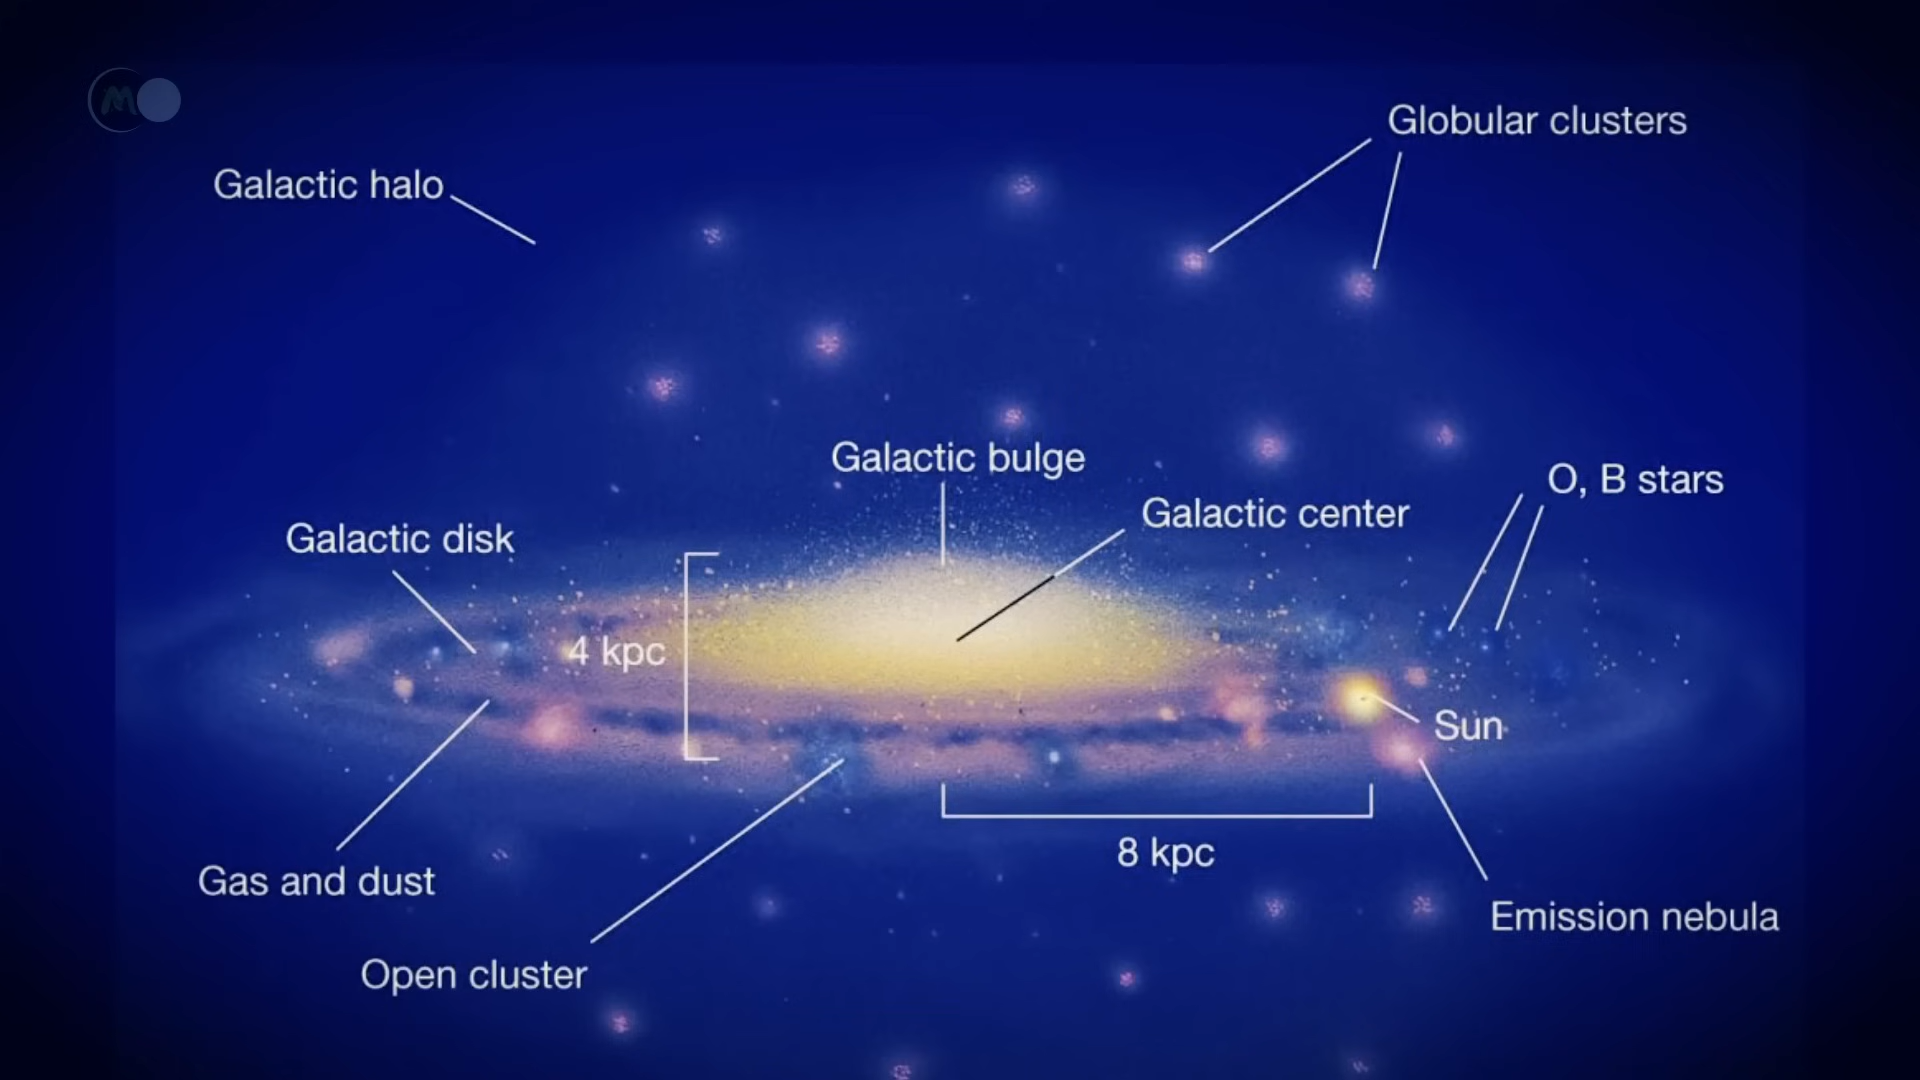 M
Globular clusters
Galactic halo
Galactic bulge
O, B stars
Galactic center
Galactic disk
4 kpc
Sun
8 kpc
Gas and dust
Emission nebula
Open cluster